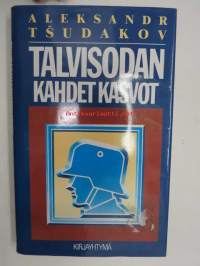 ALEKSANDR
TŠUDAKOV
TALVISODAN
KAHDET KASVOT
KIRJAYHTYMÄ